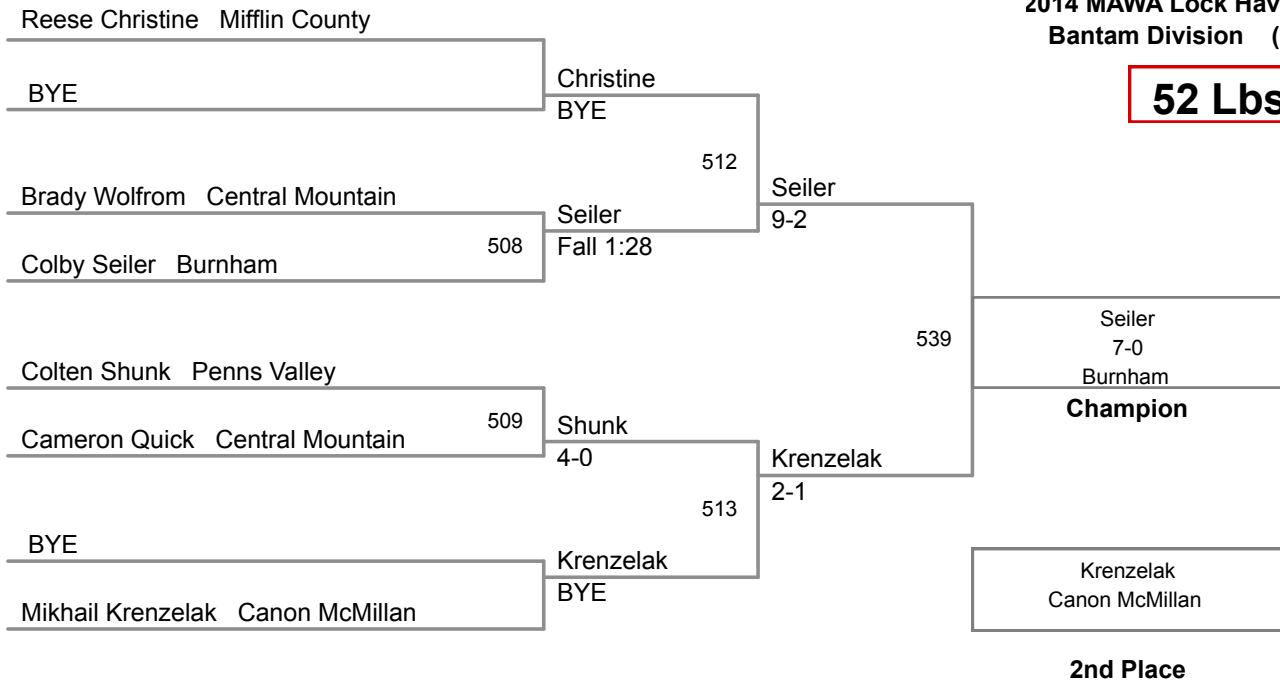 2014 MAWA Lock Hav
Bantam Division (
52 Lbs
Reese Christine Mifflin County
BYE
Christine
BYE
512
Brady Wolfrom Central Mountain
Colby Seiler Burnham
508
Seiler
Fall 1:28
Seiler
9-2
539
Seiler
7-0
Burnham
Champion
Colten Shunk Penns Valley
Cameron Quick Central Mountain
509
Shunk
4-0
513
Krenzelak
2-1
BYE
Mikhail Krenzelak Canon McMillan
Krenzelak
BYE
Krenzelak
Canon McMillan
2nd Place